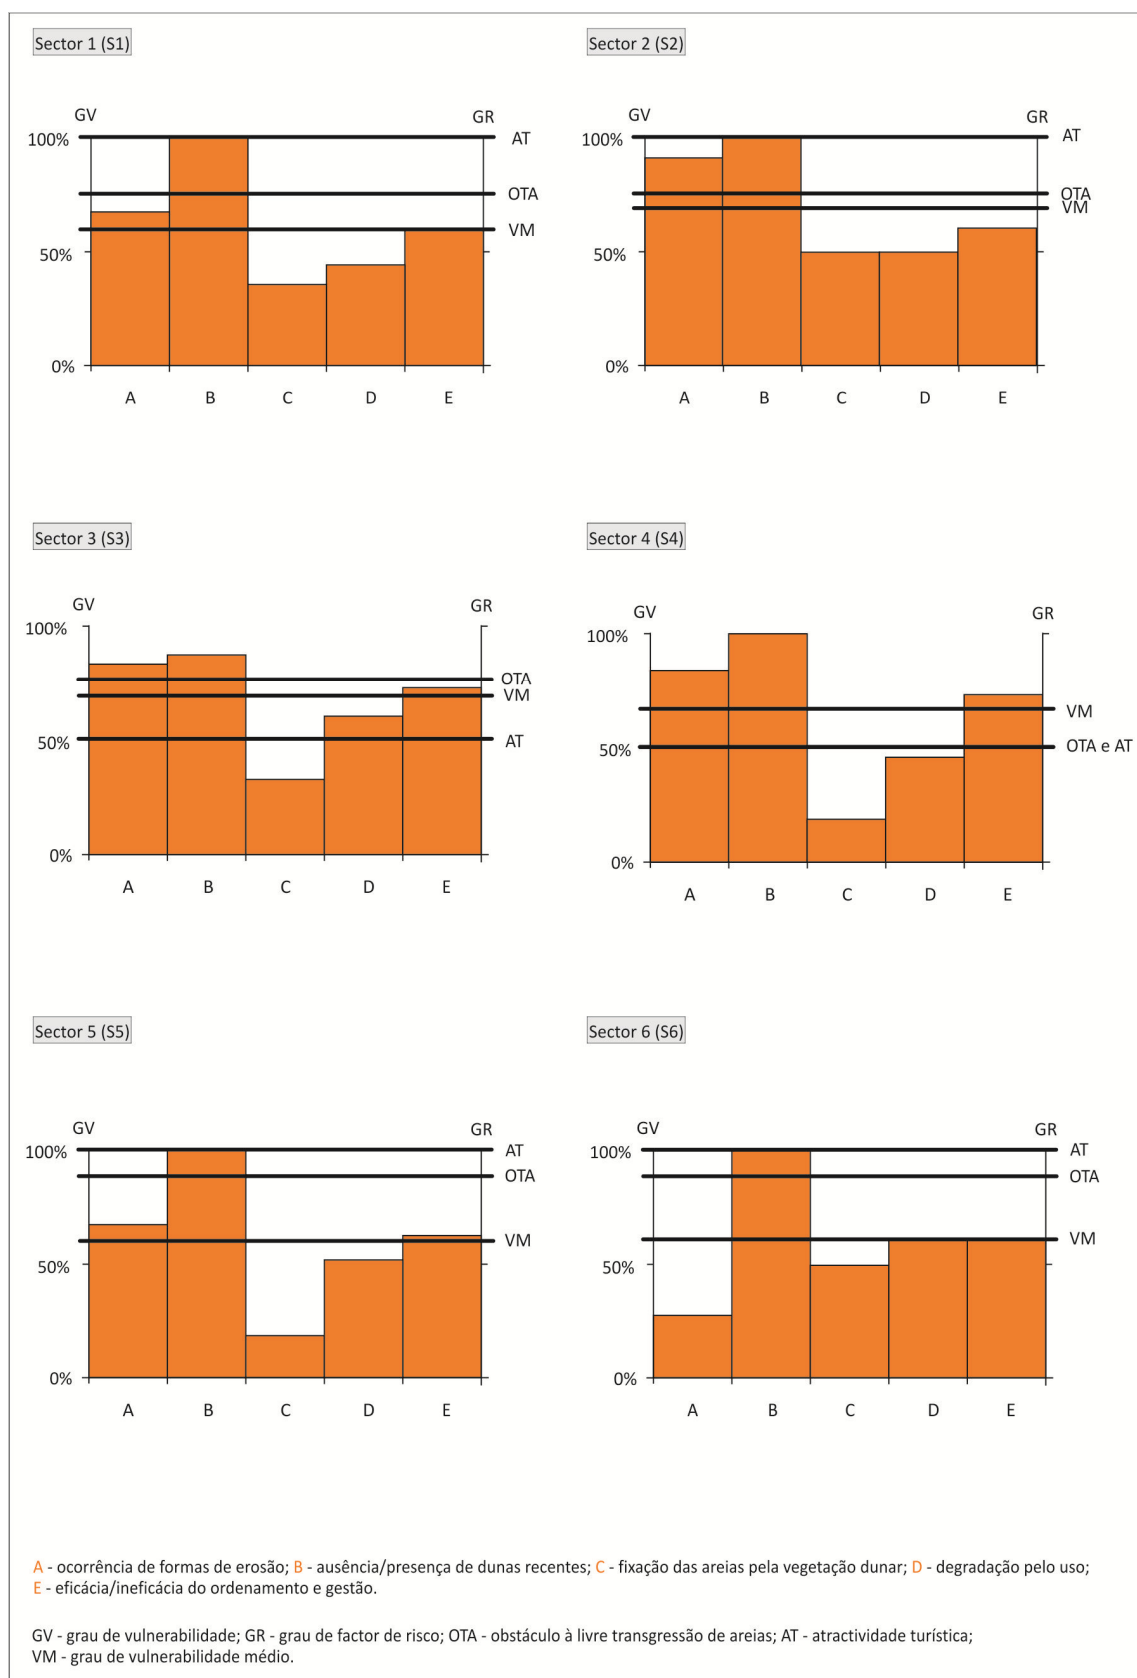 Sector 1 (S1)
Sector 2 (S2)
GV
GR
100%
AT
OTA
VM
50%
0%
A B C D E
GV
GR
100%
AT
OTA
VM
50%
0%
A B C D E
Sector 3 (S3)
Sector 4 (S4)
GV
GR
100%
OTA
VM
50%
AT
0%
A B C D E
GV
GR
100%
VM
50%
OTA e AT
0%
A B C D E
Sector 5 (S5)
Sector 6 (S6)
GV
GR
100%
AT
OTA
VM
50%
0%
A B C D E
GV
GR
100%
AT
OTA
VM
50%
0%
A B C D E
A - ocorrência de formas de erosão; B - ausência/presença de dunas recentes; C - fixação das areias pela vegetação dunar; D - degradação pelo uso;
E - eficácia/ineficácia do ordenamento e gestão.
GV - grau de vulnerabilidade; GR - grau de factor de risco; OTA - obstáculo à livre transgressão de areias; AT - atractividade turística;
VM - grau de vulnerabilidade médio.